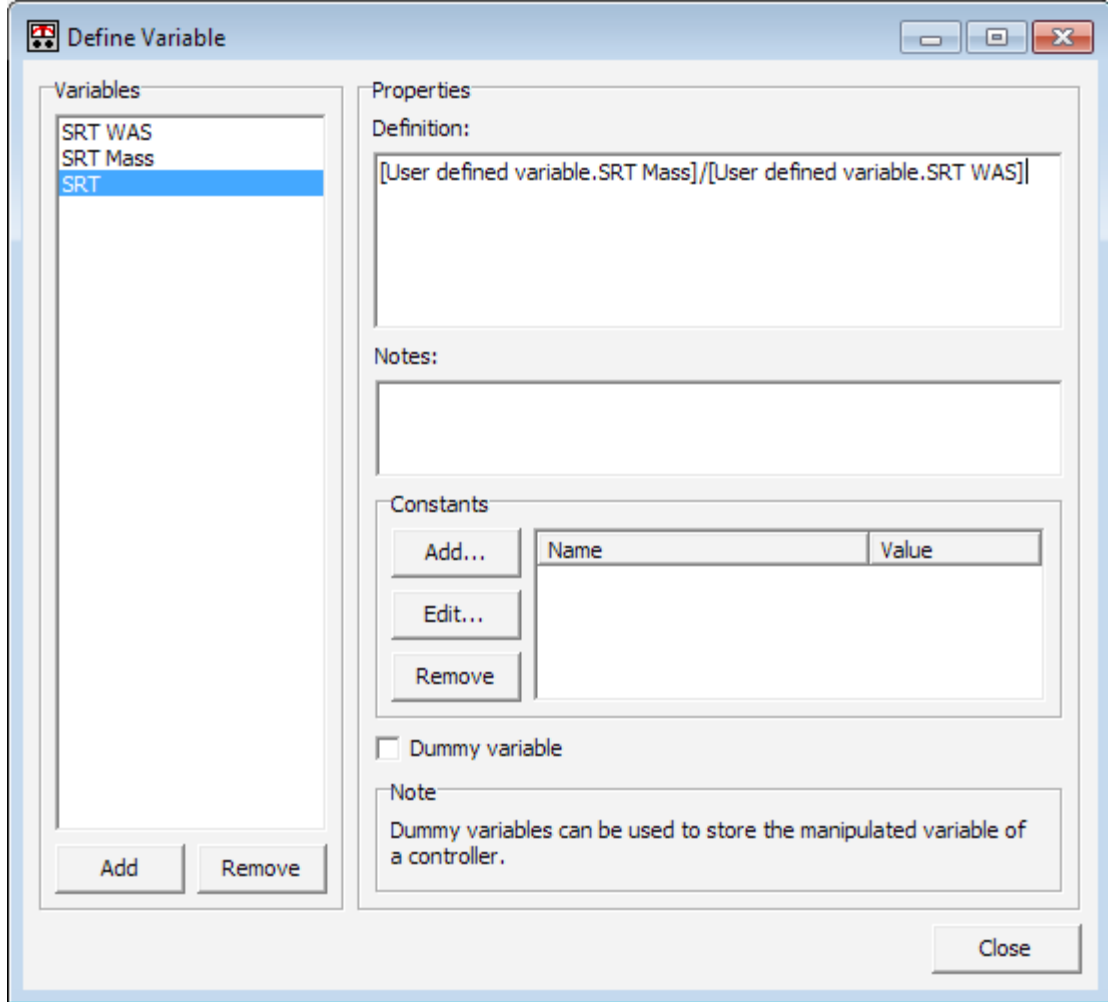 Define Variable
Variables
SRT WAS
SRT Mass
SRT
Add
Remove
Properties
Definition:
[User defined variable.SRT Mass]/[User defined variable.SRT WAS]
Notes:
Constants
Add...
Edit...
Remove
Name
Value
Dummy variable
Note
Dummy variables can be used to store the manipulated variable of
a controller.
Close